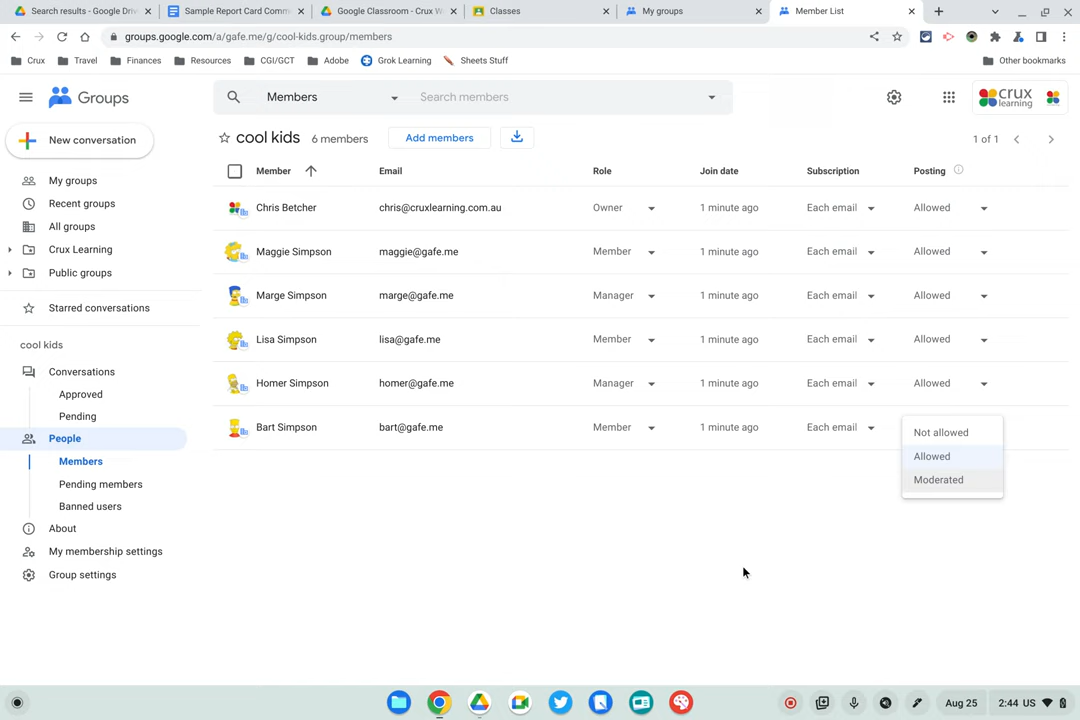 Search results - Google Driv
Sample Report Card Comme
Google Classroom - Crux W
Classes
My groups
Member List
groups.google.com/a/gafe.me/g/cool-kids.group/members
Crux
Travel
Finances
Resources
CGI/GCT
Adobe
Grok Learning
Sheets Stuff
Other bookmarks
Groups
Members
Search members
crux
learning
New conversation
cool kids
6 members
Add members
1 of 1
My groups
Recent groups
All groups
Crux Learning
Public groups
Starred conversations
cool kids
Conversations
Approved
Pending
People
Members
Pending members
Banned users
About
My membership settings
Group settings
Member Email Role Join date Subscription Posting
Chris Betcher chris@cruxlearning.com.au Owner 1 minute ago Each email Allowed
Maggie Simpson maggie@gafe.me Member 1 minute ago Each email Allowed
Marge Simpson marge@gafe.me Manager 1 minute ago Each email Allowed
Lisa Simpson lisa@gafe.me Member 1 minute ago Each email Allowed
Homer Simpson homer@gafe.me Manager 1 minute ago Each email Allowed
Bart Simpson bart@gafe.me Member 1 minute ago Each email
Not allowed
Allowed
Moderated
Aug 25
2:44 US